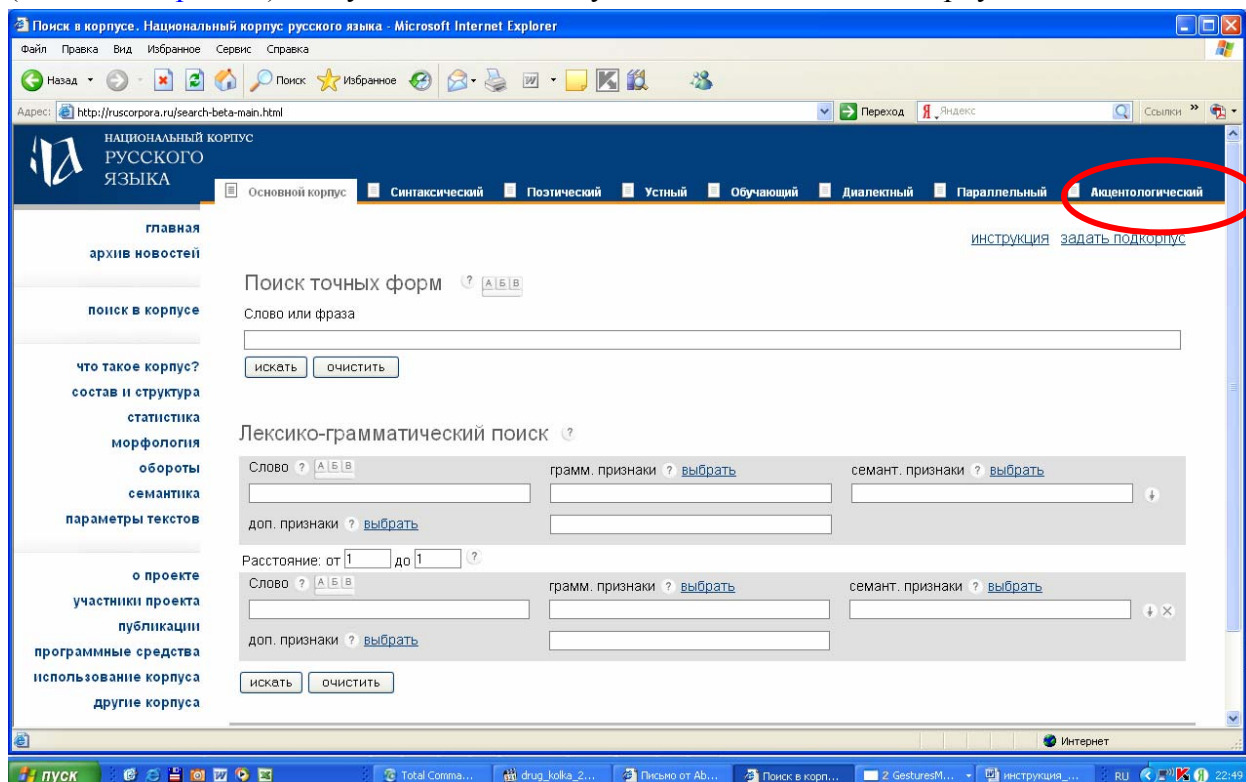 Поиск в корпусе. Национальный корпус русского языка - Microsoft Internet Explorer
Файл Правка Вид Избранное Сервис Справка
Назад Поиск Избранное
Адрес: http://ruscorpora.ru/search-beta-main.html Переход Яндекс Ссылки »
НАЦИОНАЛЬНЫЙ КОРПУС
РУССКОГО
ЯЗЫКА
Основной корпус Синтаксический Поэтический Устный Обучающий Диалектный Параллельный Акцентологический
главная
архив новостей
инструкция задать подкорпус
Поиск точных форм ? А Б В
поиск в корпусе
Слово или фраза
искать очистить
что такое корпус?
состав и структура
статистика
морфология
обороты
семантика
параметры текстов
Лексико-грамматический поиск ?
Слово ? А Б В грамм. признаки ? выбрать семант. признаки ? выбрать
доп. признаки ? выбрать
Расстояние: от 1 до 1 ?
Слово ? А Б В грамм. признаки ? выбрать семант. признаки ? выбрать
доп. признаки ? выбрать
искать очистить
о проекте
участники проекта
публикации
программные средства
использование корпуса
другие корпуса
Интернет
пуск Total Comma... drug_kolka_2... Письмо от Ab... Поиск в корп... 2 GesturesM... инструкция_... RU 22:49